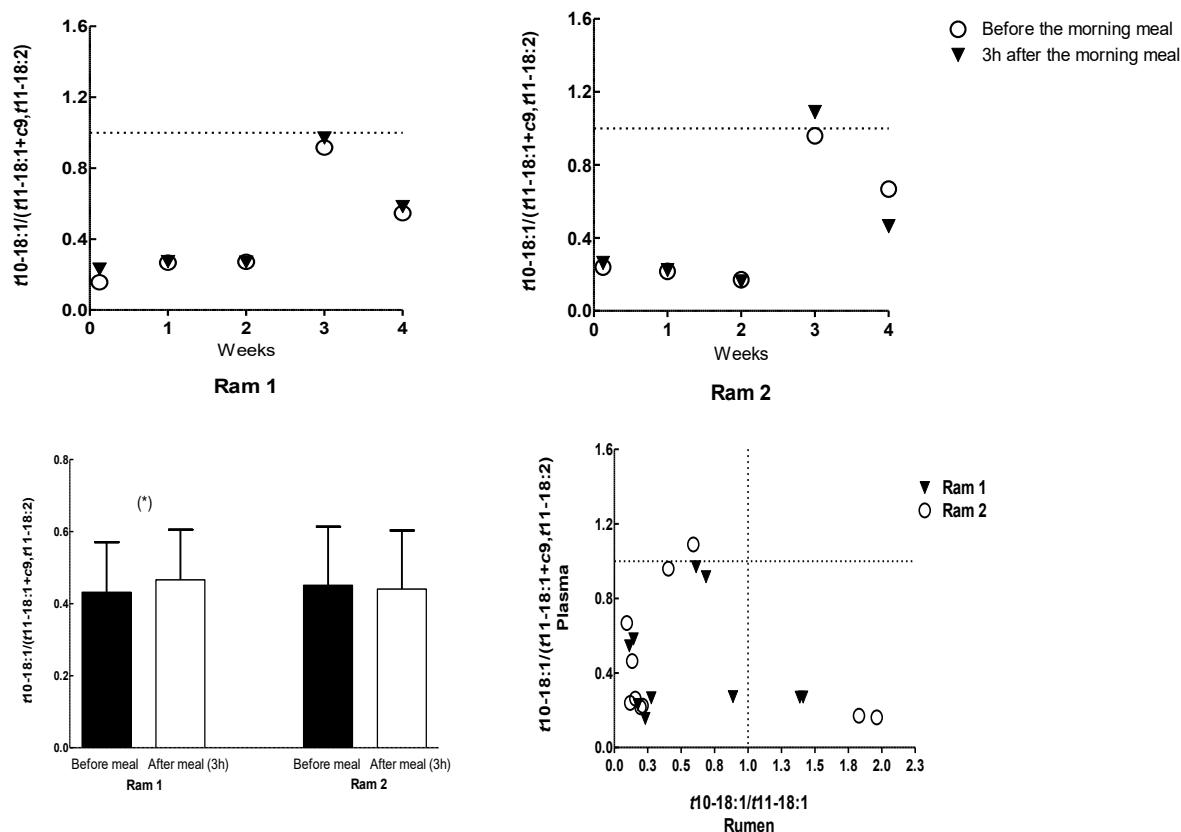 t10-18:1/(t11-18:1+c9,t11-18:2)
1.6
1.2
0.8
0.4
0.0
0 1 2 3 4
Weeks
Ram 1
t10-18:1/(t11-18:1+c9,t11-18:2)
1.6
1.2
0.8
0.4
0.0
0 1 2 3 4
Weeks
Ram 2
Before the morning meal
3h after the morning meal
t10-18:1/(t11-18:1+c9,t11-18:2)
0.8
0.6
0.4
0.2
0.0
(*)
Before meal After meal (3h) Before meal After meal (3h)
Ram 1 Ram 2
t10-18:1/(t11-18:1+c9,t11-18:2)
Plasma
1.6
1.2
0.8
0.4
0.0
0.0 0.3 0.5 0.8 1.0 1.3 1.5 1.8 2.0 2.3
t10-18:1/t11-18:1
Rumen
Ram 1
Ram 2